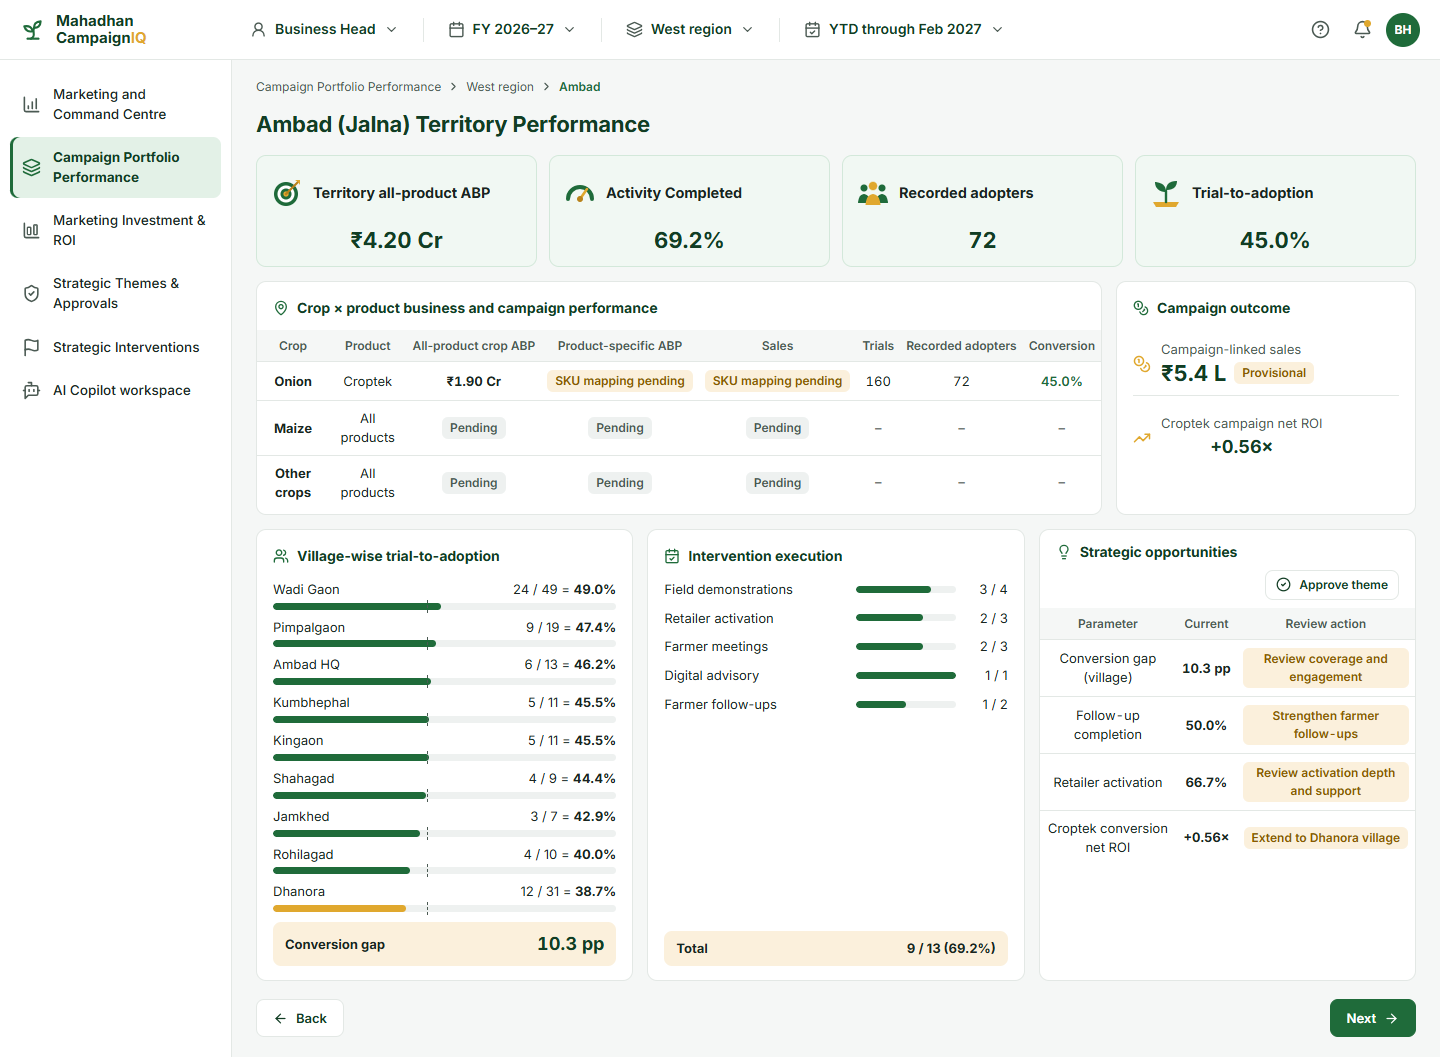 Mahadhan
CampaignIQ
Business Head
FY 2026–27
West region
YTD through Feb 2027
BH
Marketing and
Command Centre
Campaign Portfolio
Performance
Marketing Investment &
ROI
Strategic Themes &
Approvals
Strategic Interventions
AI Copilot workspace
Campaign Portfolio Performance > West region > Ambad
Ambad (Jalna) Territory Performance
Territory all-product ABP
₹4.20 Cr
Activity Completed
69.2%
Recorded adopters
72
Trial-to-adoption
45.0%
Crop × product business and campaign performance
Crop Product All-product crop ABP Product-specific ABP Sales Trials Recorded adopters Conversion
Onion Croptek ₹1.90 Cr SKU mapping pending SKU mapping pending 160 72 45.0%
Maize All products Pending Pending Pending – – –
Other crops All products Pending Pending Pending – – –
Campaign outcome
Campaign-linked sales
₹5.4 L Provisional
Croptek campaign net ROI
+0.56×
Village-wise trial-to-adoption
Wadi Gaon 24 / 49 = 49.0%
Pimpalgaon 9 / 19 = 47.4%
Ambad HQ 6 / 13 = 46.2%
Kumbhephal 5 / 11 = 45.5%
Kingaon 5 / 11 = 45.5%
Shahagad 4 / 9 = 44.4%
Jamkhed 3 / 7 = 42.9%
Rohilagad 4 / 10 = 40.0%
Dhanora 12 / 31 = 38.7%
Conversion gap 10.3 pp
Intervention execution
Field demonstrations 3 / 4
Retailer activation 2 / 3
Farmer meetings 2 / 3
Digital advisory 1 / 1
Farmer follow-ups 1 / 2
Total 9 / 13 (69.2%)
Strategic opportunities
Approve theme
Parameter Current Review action
Conversion gap (village) 10.3 pp Review coverage and engagement
Follow-up completion 50.0% Strengthen farmer follow-ups
Retailer activation 66.7% Review activation depth and support
Croptek conversion net ROI +0.56× Extend to Dhanora village
Back
Next